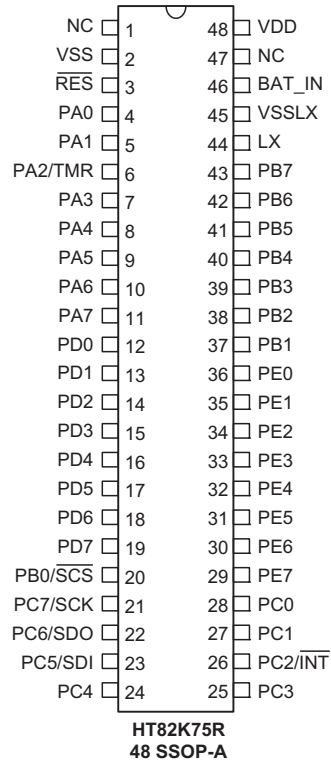 NC 1 48 VDD
VSS 2 47 NC
RES 3 46 BAT_IN
PA0 4 45 VSSLX
PA1 5 44 LX
PA2/TMR 6 43 PB7
PA3 7 42 PB6
PA4 8 41 PB5
PA5 9 40 PB4
PA6 10 39 PB3
PA7 11 38 PB2
PD0 12 37 PB1
PD1 13 36 PE0
PD2 14 35 PE1
PD3 15 34 PE2
PD4 16 33 PE3
PD5 17 32 PE4
PD6 18 31 PE5
PD7 19 30 PE6
PB0/SCS 20 29 PE7
PC7/SCK 21 28 PC0
PC6/SDO 22 27 PC1
PC5/SDI 23 26 PC2/INT
PC4 24 25 PC3
HT82K75R
48 SSOP-A